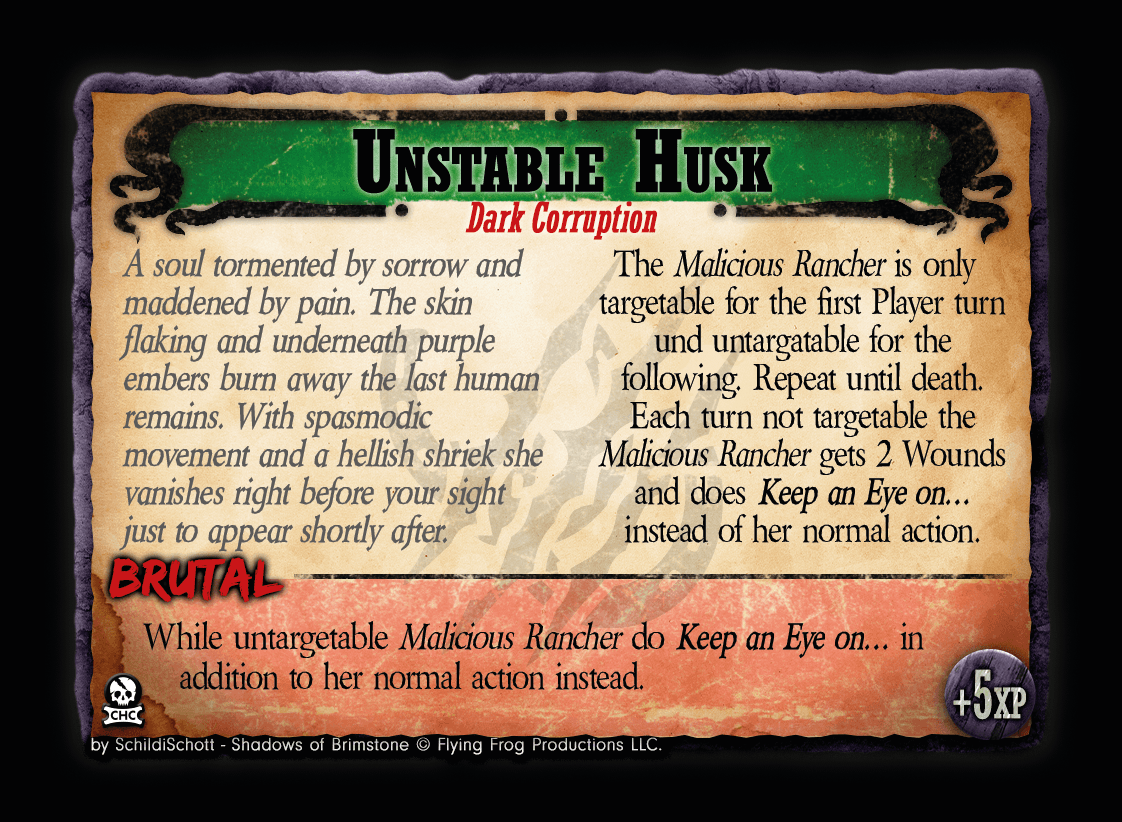 Unstable Husk
Dark Corruption
A soul tormented by sorrow and
maddened by pain. The skin
flaking and underneath purple
embers burn away the last human
remains. With spasmodic
movement and a hellish shriek she
vanishes right before your sight
just to appear shortly after.
The Malicious Rancher is only
targetable for the first Player turn
und untargatable for the
following. Repeat until death.
Each turn not targetable the
Malicious Rancher gets 2 Wounds
and does Keep an Eye on...
instead of her normal action.
BRUTAL
While untargetable Malicious Rancher do Keep an Eye on... in
addition to her normal action instead.
CHC
+5XP
by SchildiSchott - Shadows of Brimstone © Flying Frog Productions LLC.